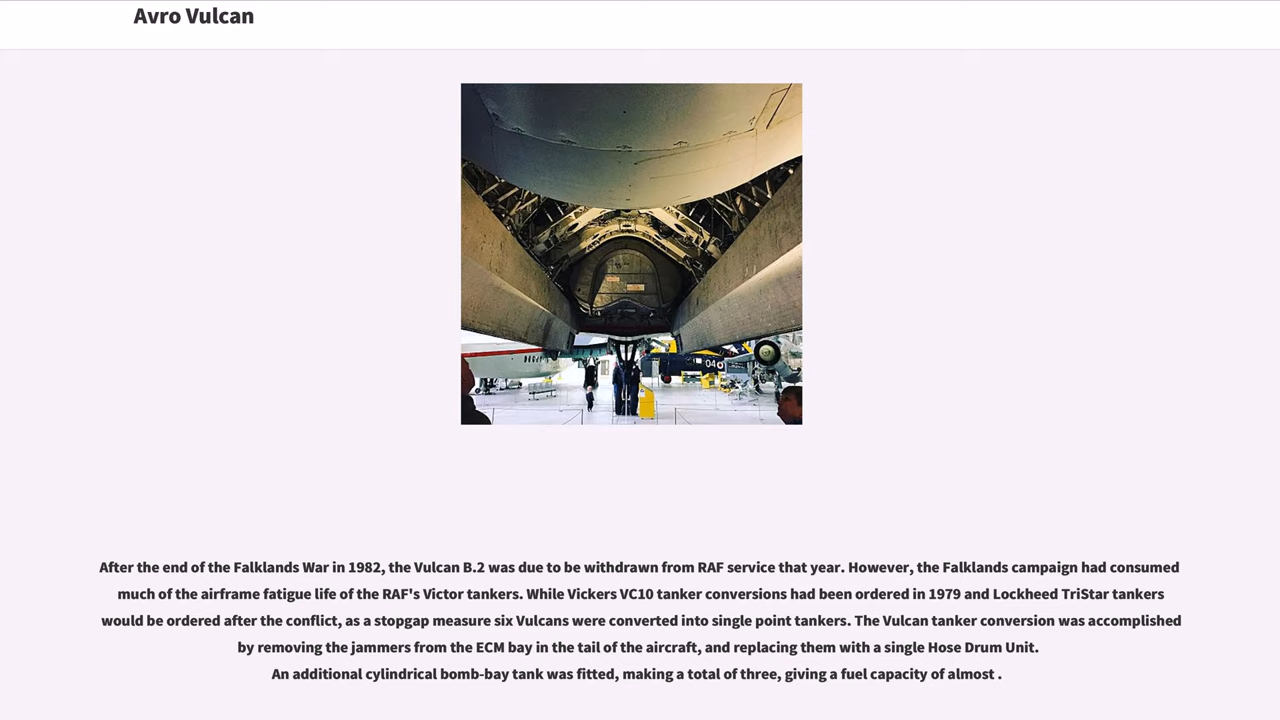 Avro Vulcan
04
After the end of the Falklands War in 1982, the Vulcan B.2 was due to be withdrawn from RAF service that year. However, the Falklands campaign had consumed
much of the airframe fatigue life of the RAF's Victor tankers. While Vickers VC10 tanker conversions had been ordered in 1979 and Lockheed TriStar tankers
would be ordered after the conflict, as a stopgap measure six Vulcans were converted into single point tankers. The Vulcan tanker conversion was accomplished
by removing the jammers from the ECM bay in the tail of the aircraft, and replacing them with a single Hose Drum Unit.
An additional cylindrical bomb-bay tank was fitted, making a total of three, giving a fuel capacity of almost .